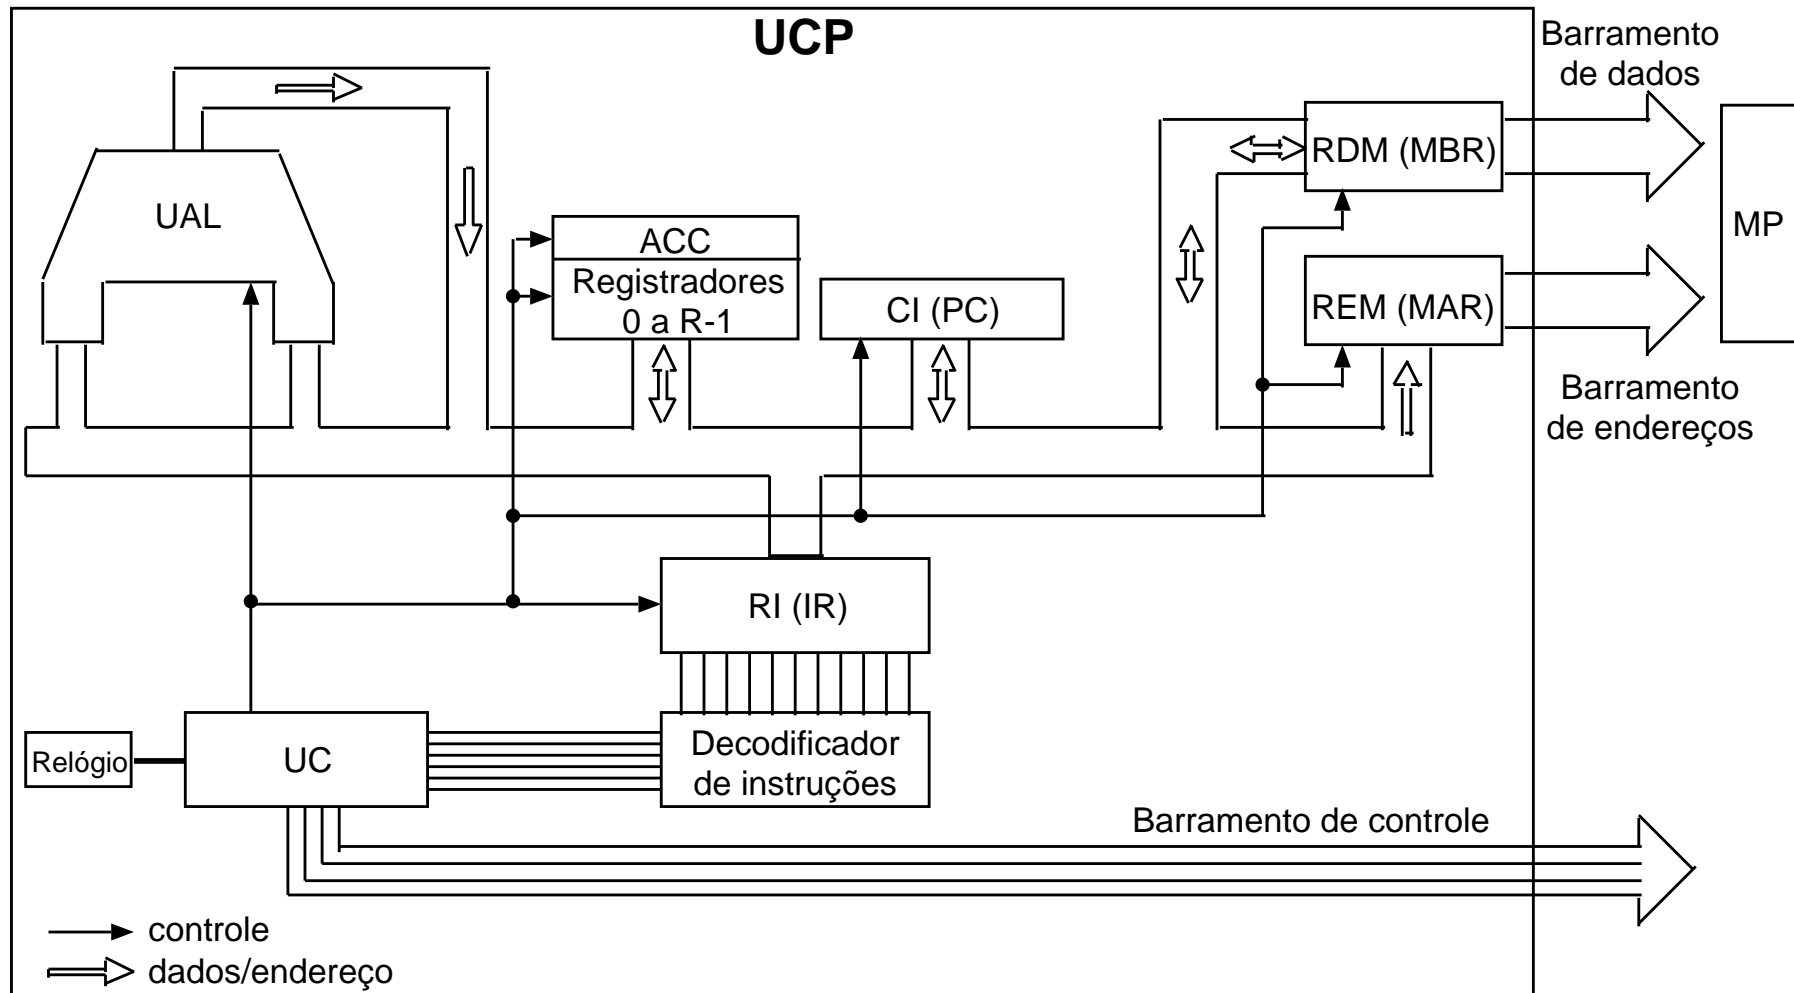 UCP
Barramento
de dados
RDM (MBR)
UAL
ACC
Registradores
0 a R-1
CI (PC)
REM (MAR)
MP
Barramento
de endereços
RI (IR)
Relógio
UC
Decodificador
de instruções
Barramento de controle
controle
dados/endereço